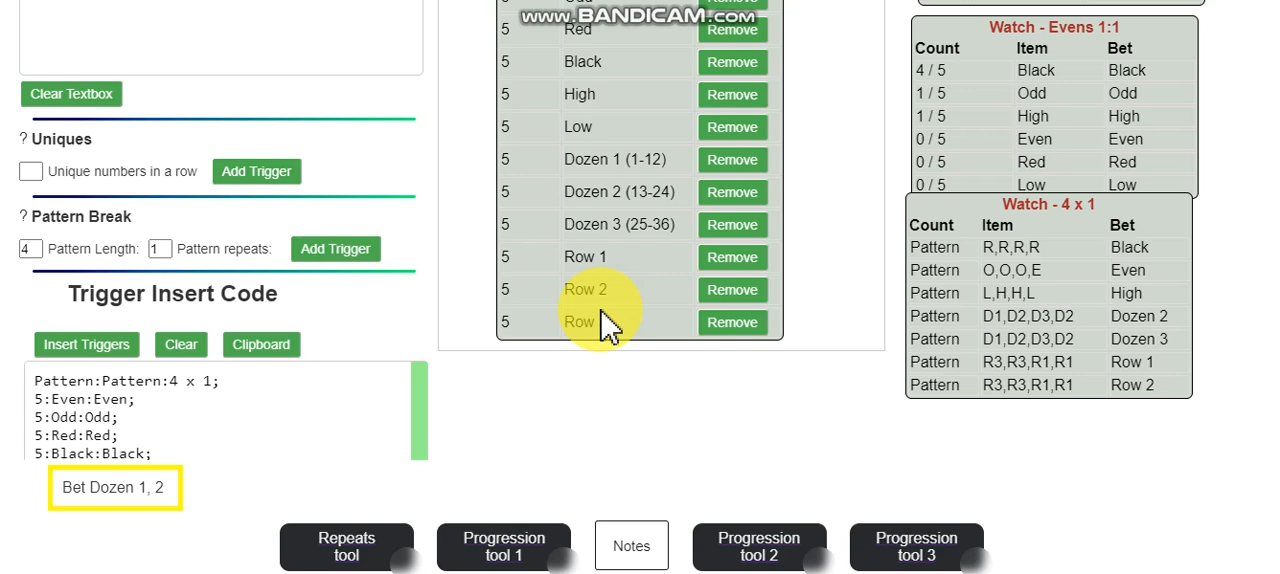 www.BANDICAM.com
5 Odd
5 Red Remove
5 Black Remove
5 High Remove
5 Low Remove
5 Dozen 1 (1-12) Remove
5 Dozen 2 (13-24) Remove
5 Dozen 3 (25-36) Remove
5 Row 1 Remove
5 Row 2 Remove
5 Row Remove
Clear Textbox
? Uniques
Unique numbers in a row Add Trigger
? Pattern Break
4 Pattern Length: 1 Pattern repeats: Add Trigger
Trigger Insert Code
Insert Triggers Clear Clipboard
Pattern:Pattern:4 x 1;
5:Even:Even;
5:Odd:Odd;
5:Red:Red;
5:Black:Black;
Bet Dozen 1, 2
Watch - Evens 1:1
Count Item Bet
4 / 5 Black Black
1 / 5 Odd Odd
1 / 5 High High
0 / 5 Even Even
0 / 5 Red Red
0 / 5 Low Low
Watch - 4 x 1
Count Item Bet
Pattern R,R,R,R Black
Pattern O,O,O,E Even
Pattern L,H,H,L High
Pattern D1,D2,D3,D2 Dozen 2
Pattern D1,D2,D3,D2 Dozen 3
Pattern R3,R3,R1,R1 Row 1
Pattern R3,R3,R1,R1 Row 2
Repeats
tool
Progression
tool 1
Notes
Progression
tool 2
Progression
tool 3